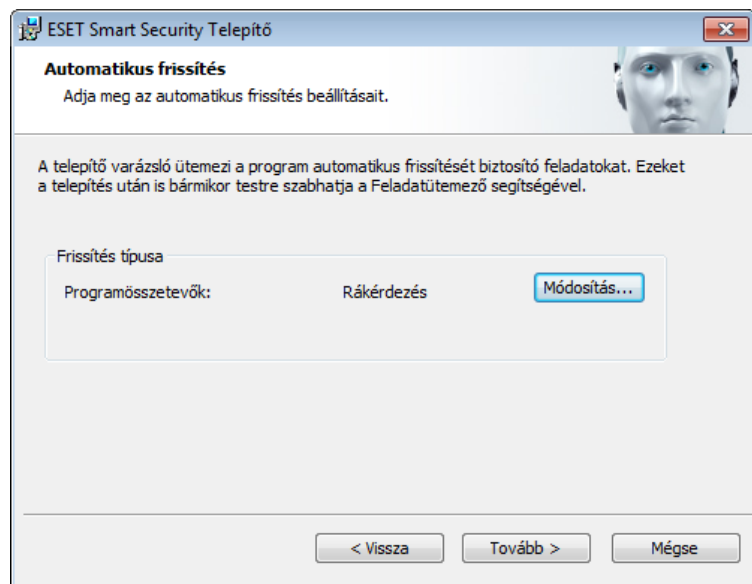 ESET Smart Security Telepítő
Automatikus frissítés
Adja meg az automatikus frissítés beállításait.
A telepítő varázsló ütemezi a program automatikus frissítését biztosító feladatokat. Ezeket
a telepítés után is bármikor testre szabhatja a Feladatütemező segítségével.
Frissítés típusa
Programösszetevők: Rákérdezés Módosítás...
< Vissza Tovább > Mégse